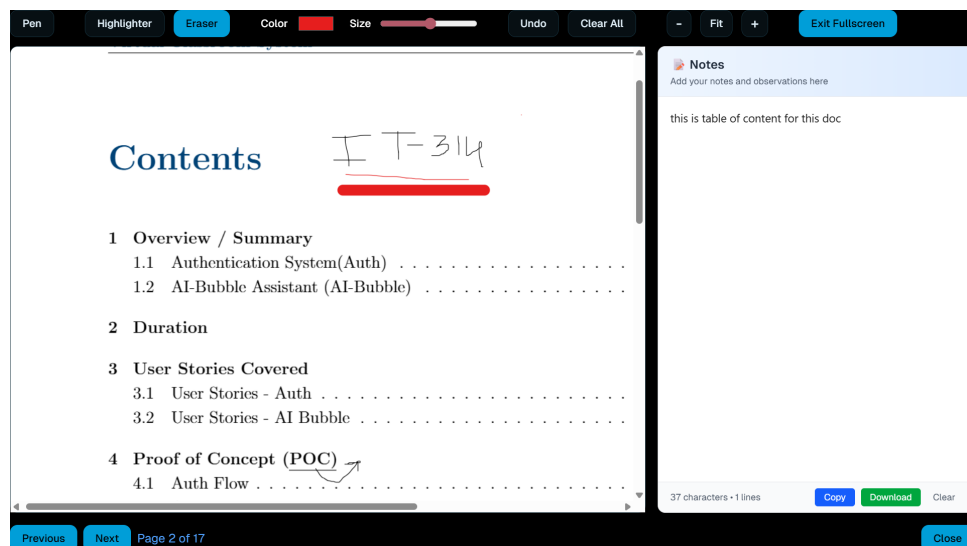 Pen Highlighter Eraser Color Size Undo Clear All - Fit + Exit Fullscreen
Contents
IT-314
1 Overview / Summary
1.1 Authentication System(Auth) . . . . . . . . . . . . . . . . . .
1.2 AI-Bubble Assistant (AI-Bubble) . . . . . . . . . . . . . . . .
2 Duration
3 User Stories Covered
3.1 User Stories - Auth . . . . . . . . . . . . . . . . . . . . . . . .
3.2 User Stories - AI Bubble . . . . . . . . . . . . . . . . . . . . .
4 Proof of Concept (POC)
4.1 Auth Flow . . . . . . . . . . . . . . . . . . . . . . . . . . . . .
Notes
Add your notes and observations here
this is table of content for this doc
37 characters • 1 lines Copy Download Clear
Previous Next Page 2 of 17 Close